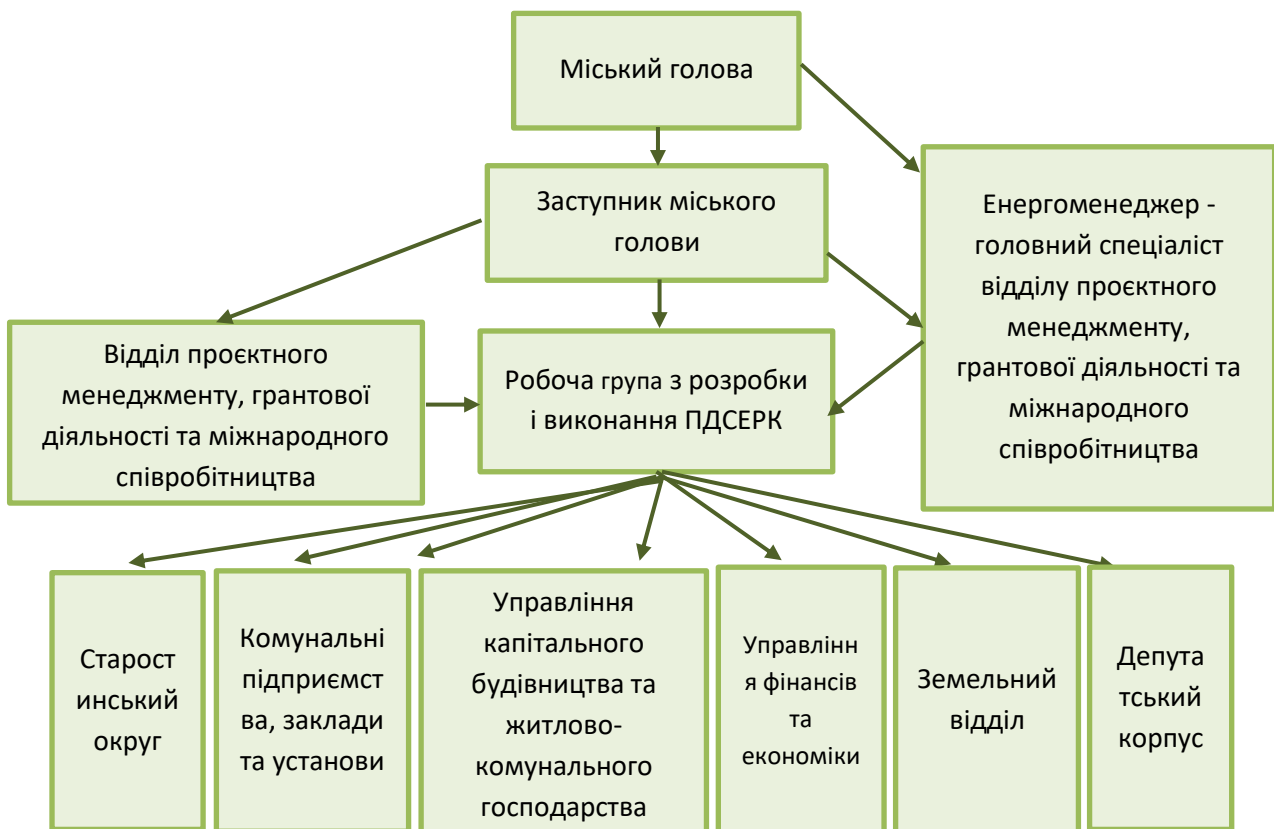 Міський голова
Заступник міського
голови
Енергоменеджер -
головний спеціаліст
відділу проєктного
менеджменту,
грантової діяльності та
міжнародного
співробітництва
Відділ проєктного
менеджменту, грантової
діяльності та міжнародного
співробітництва
Робоча група з розробки
і виконання ПДСЕРК
Старост
инський
округ
Комунальні
підприємст
ва, заклади
та установи
Управління
капітального
будівництва та
житлово-
комунального
господарства
Управлінн
я фінансів
та
економіки
Земельний
відділ
Депута
тський
корпус